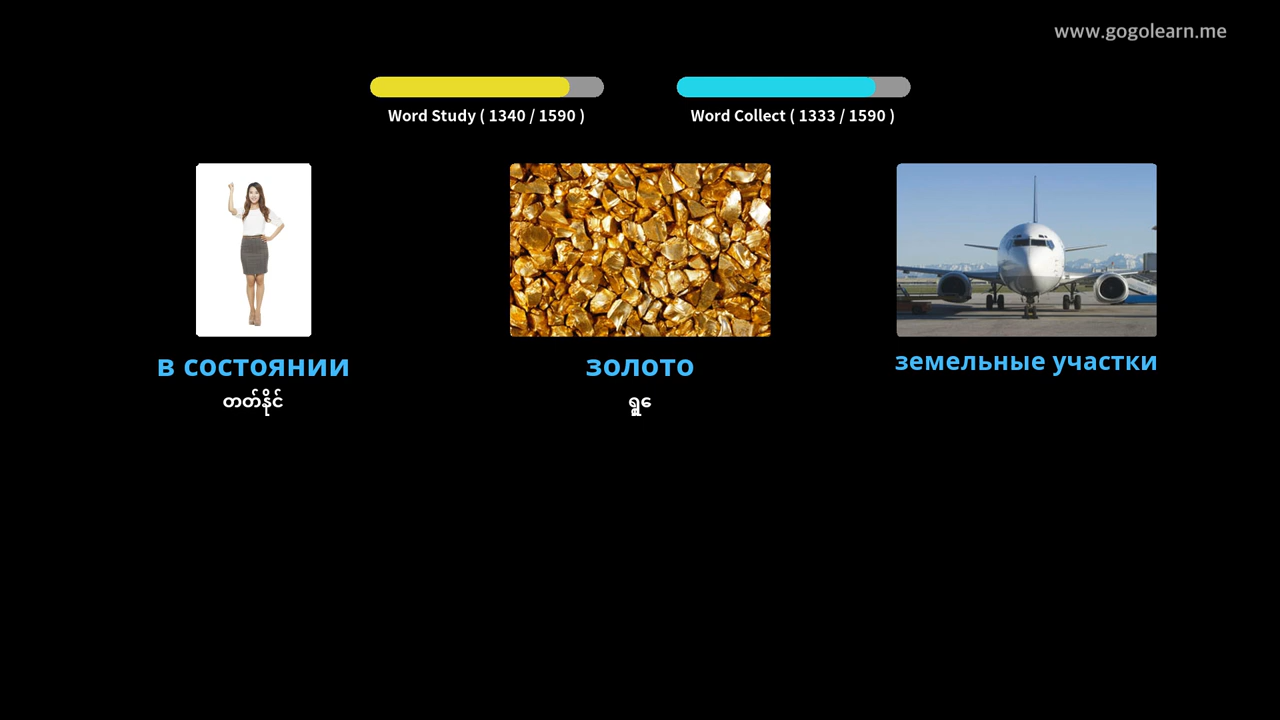 www.gogolearn.me
Word Study ( 1340 / 1590 )
Word Collect ( 1333 / 1590 )
в состоянии
золото
земельные участки
တတ်နိုင်
ရွှေ